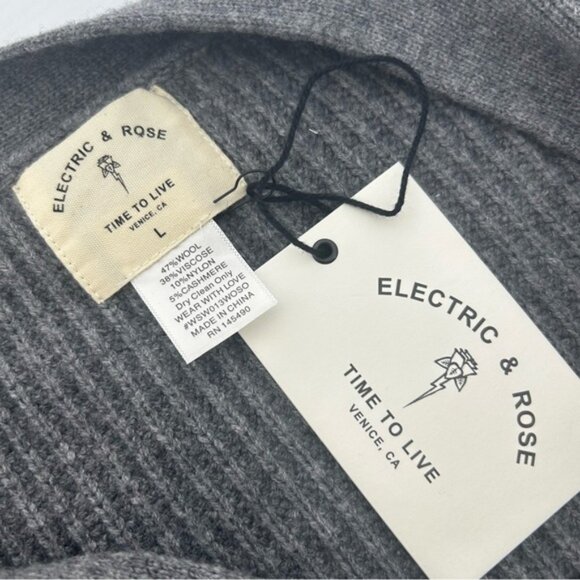 ELECTRIC & ROSE
TIME TO LIVE
VENICE, CA
L
47%WOOL
38%VISCOSE
10%NYLON
5%CASHMERE
Dry Clean Only
WEAR WITH LOVE
#WSW013WOSO
MADE IN CHINA
RN 145490
ELECTRIC & ROSE
TIME TO LIVE
VENICE, CA